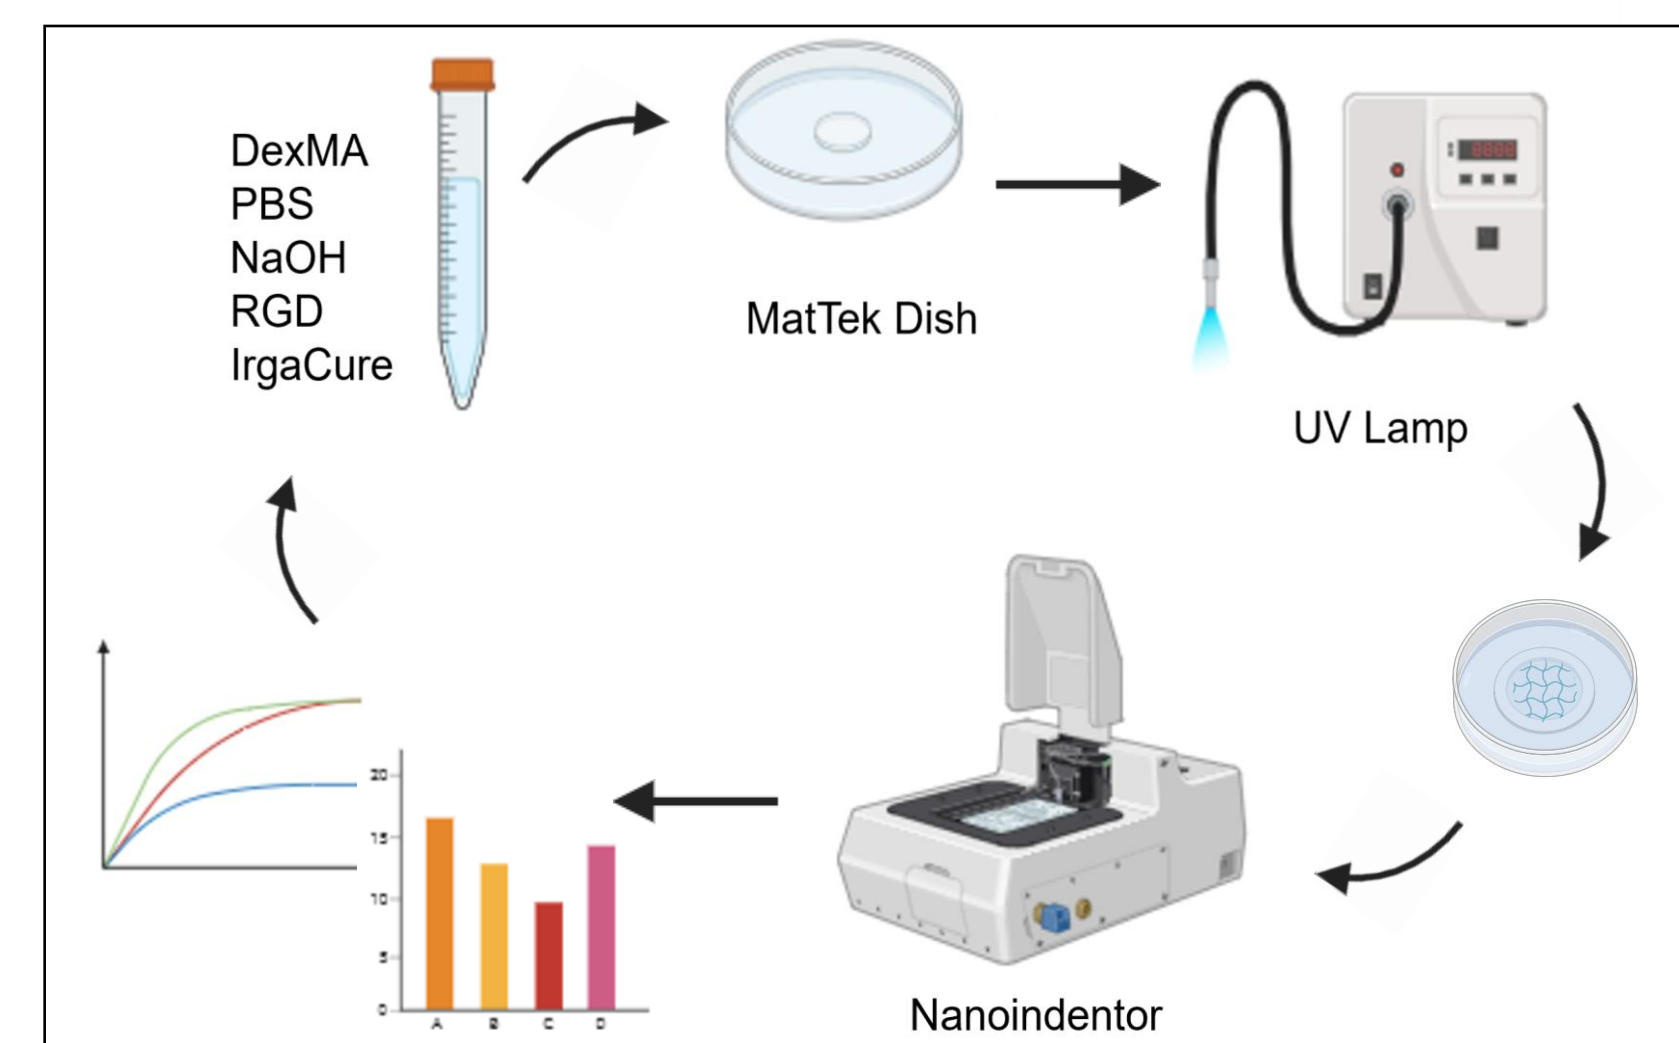 DexMA
PBS
NaOH
RGD
IrgaCure
MatTek Dish
UV Lamp
Nanoindentor
20
15
10
5
0
A
B
C
D